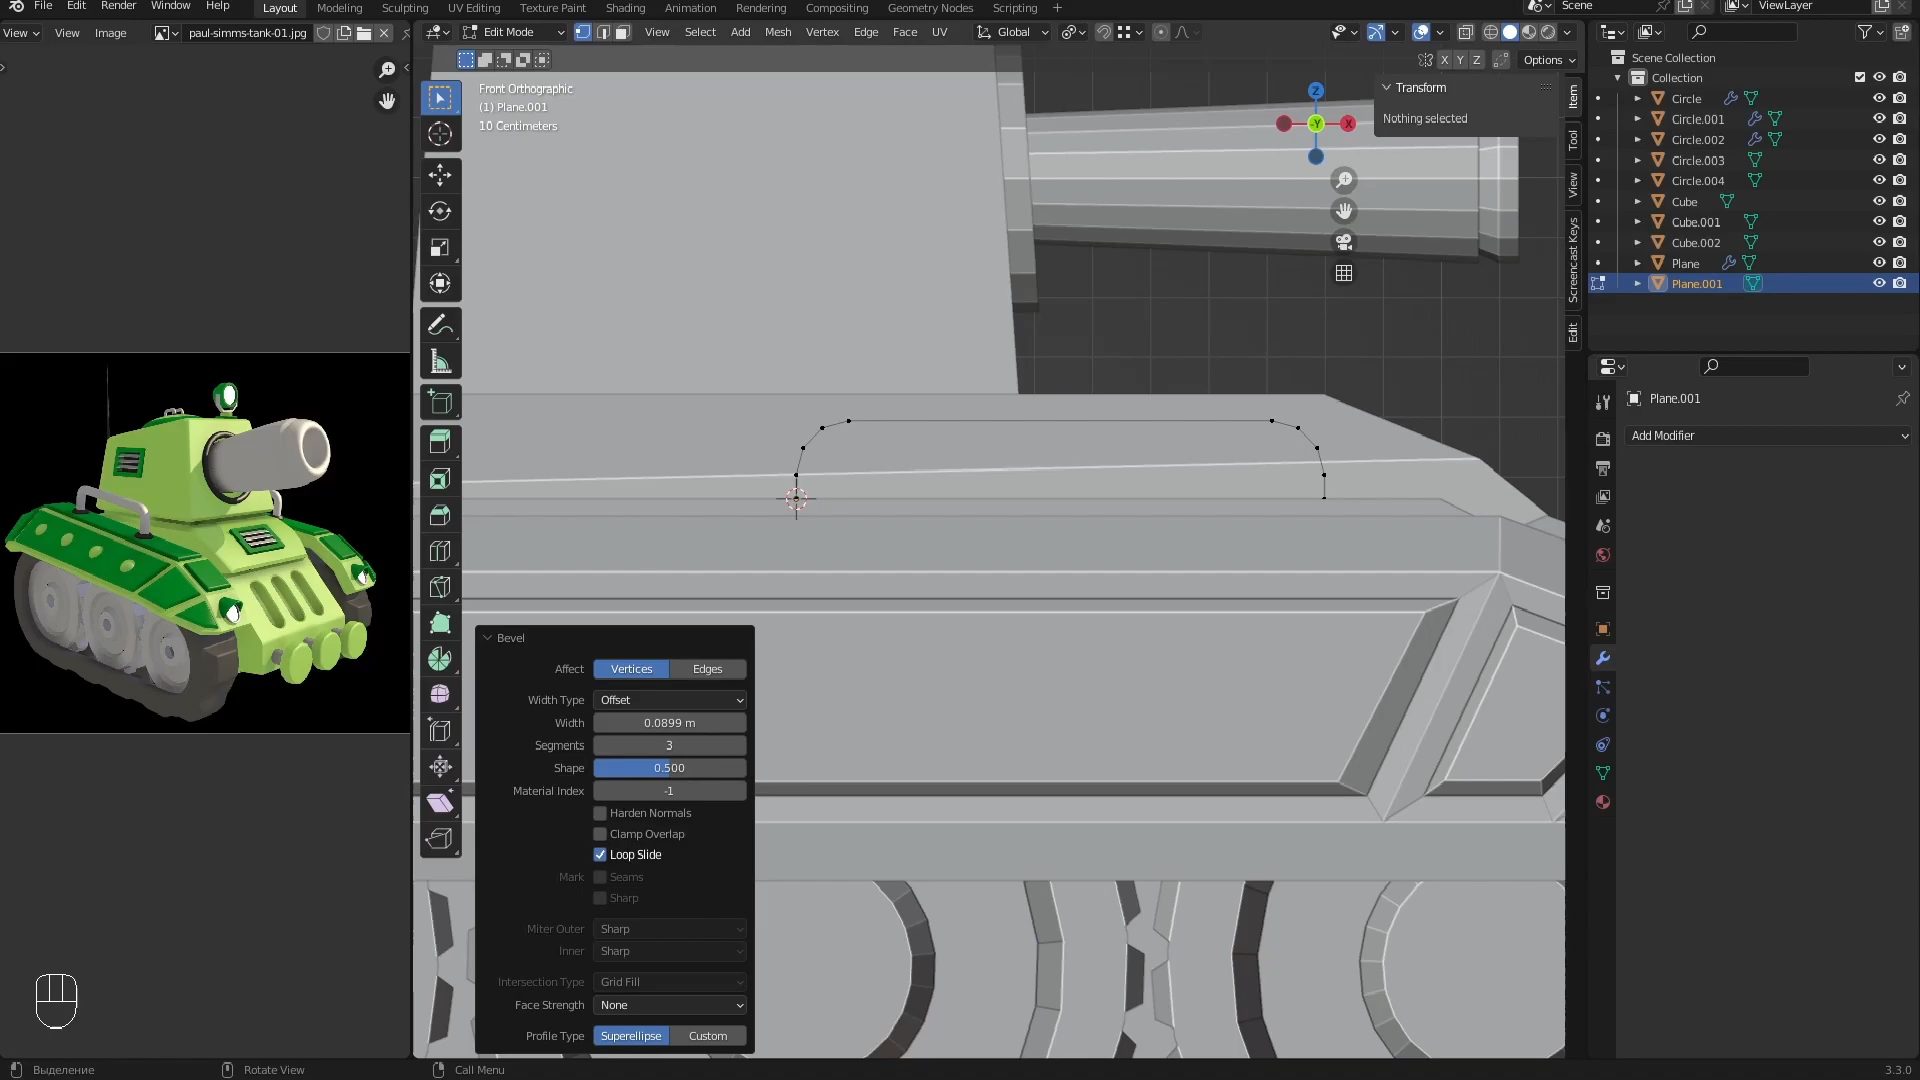 File Edit Render Window Help Layout Modeling Sculpting UV Editing Texture Paint Shading Animation Rendering Compositing Geometry Nodes Scripting + Scene ViewLayer
View View Image paul-simms-tank-01.jpg Edit Mode View Select Add Mesh Vertex Edge Face UV Global
X Y Z Options
Front Orthographic
(1) Plane.001
10 Centimeters
Z
-Y
X
Transform
Nothing selected
Item
Tool
View
Screencast Keys
Edit
Scene Collection
Collection
Circle
Circle.001
Circle.002
Circle.003
Circle.004
Cube
Cube.001
Cube.002
Plane
Plane.001
Plane.001
Add Modifier
Bevel
Affect Vertices Edges
Width Type Offset
Width 0.0899 m
Segments 3
Shape 0.500
Material Index -1
Harden Normals
Clamp Overlap
Loop Slide
Mark Seams
Sharp
Miter Outer Sharp
Inner Sharp
Intersection Type Grid Fill
Face Strength None
Profile Type Superellipse Custom
Выделение Rotate View Call Menu 3.3.0